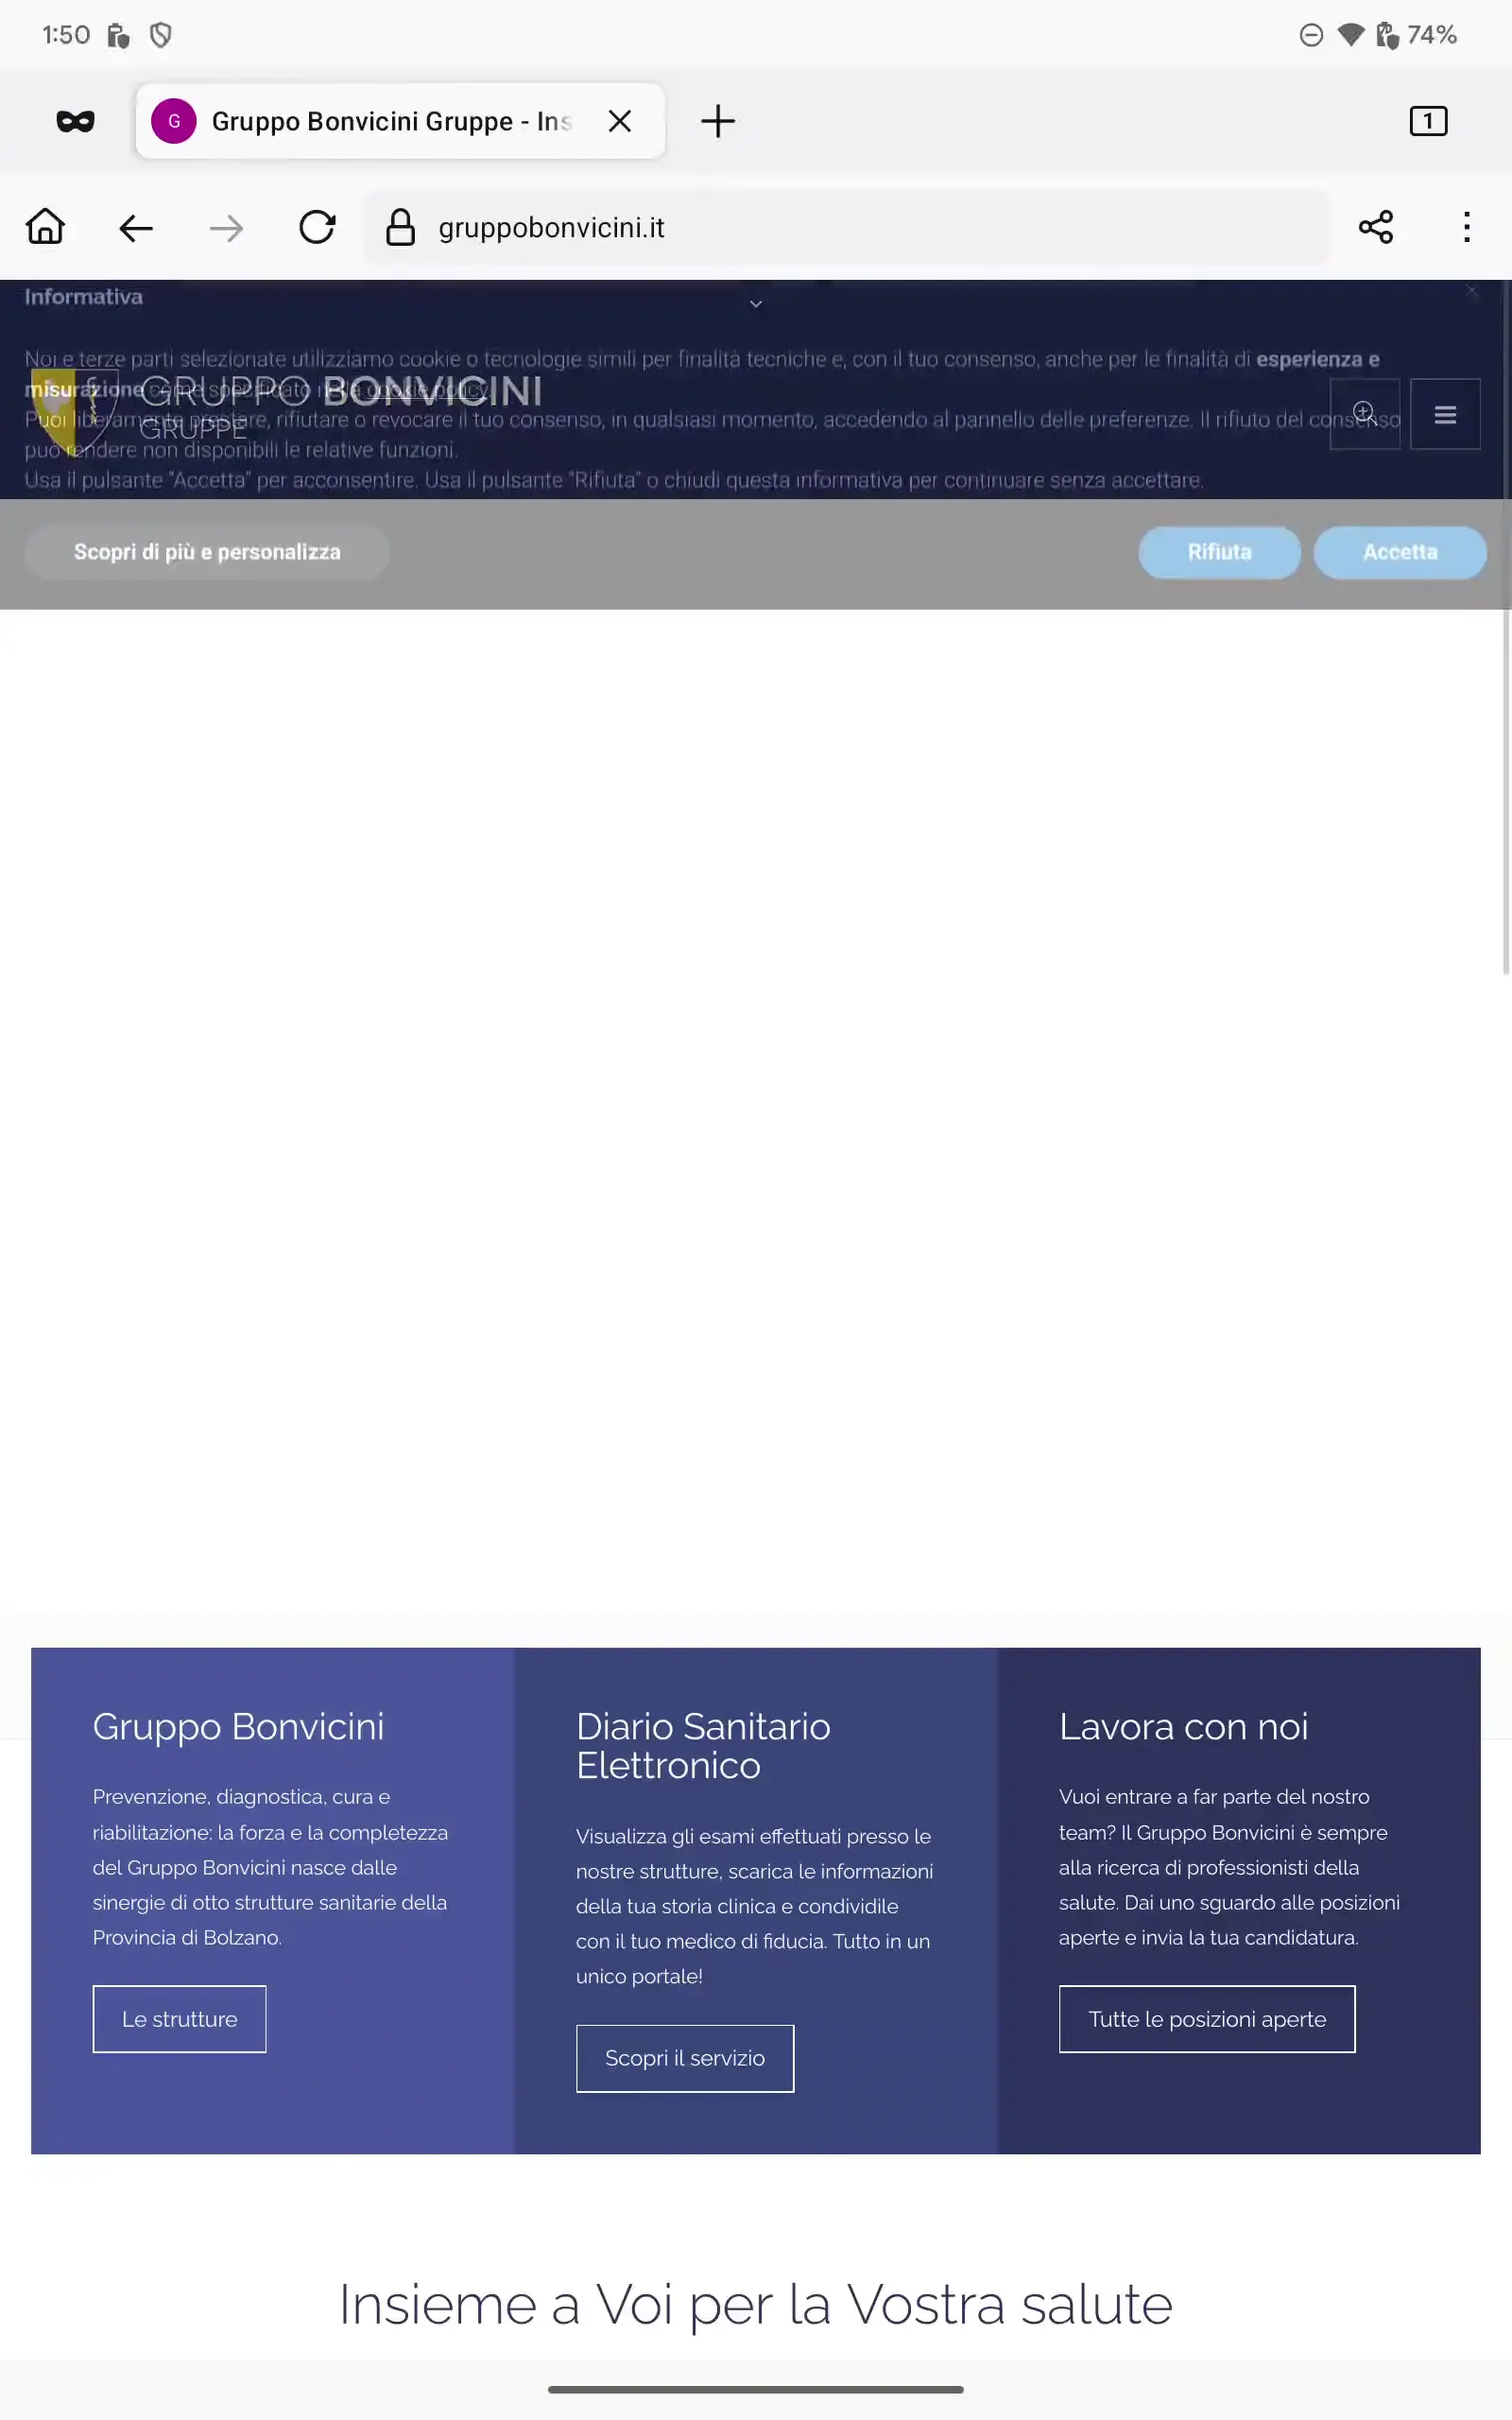 1:50
74%
G Gruppo Bonvicini Gruppe - Ins
1
gruppobonvicini.it
Informativa
Noi e terze parti selezionate utilizziamo cookie o tecnologie simili per finalità tecniche e, con il tuo consenso, anche per le finalità di esperienza e
misurazione come specificato nella cookie policy.
GRUPPO BONVICINI
Puoi liberamente prestare, rifiutare o revocare il tuo consenso, in qualsiasi momento, accedendo al pannello delle preferenze. Il rifiuto del consenso
GRUPPE
può rendere non disponibili le relative funzioni.
Usa il pulsante "Accetta" per acconsentire. Usa il pulsante "Rifiuta" o chiudi questa informativa per continuare senza accettare.
Scopri di più e personalizza
Rifiuta
Accetta
Gruppo Bonvicini
Prevenzione, diagnostica, cura e
riabilitazione: la forza e la completezza
del Gruppo Bonvicini nasce dalle
sinergie di otto strutture sanitarie della
Provincia di Bolzano.
Le strutture
Diario Sanitario
Elettronico
Visualizza gli esami effettuati presso le
nostre strutture, scarica le informazioni
della tua storia clinica e condividile
con il tuo medico di fiducia. Tutto in un
unico portale!
Scopri il servizio
Lavora con noi
Vuoi entrare a far parte del nostro
team? Il Gruppo Bonvicini è sempre
alla ricerca di professionisti della
salute. Dai uno sguardo alle posizioni
aperte e invia la tua candidatura.
Tutte le posizioni aperte
Insieme a Voi per la Vostra salute